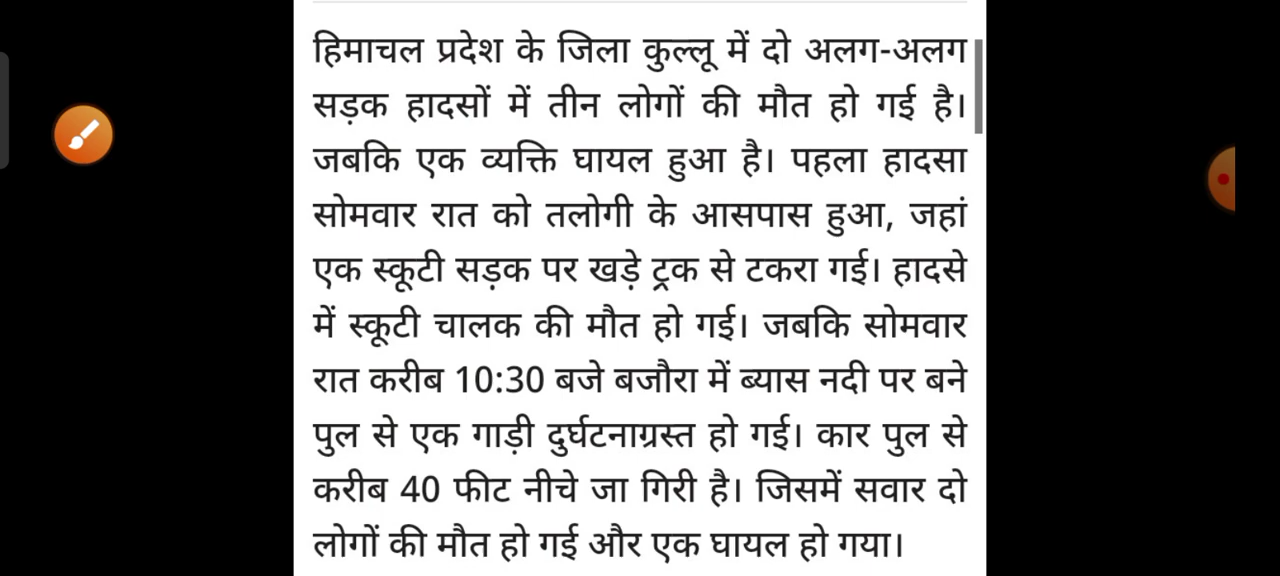 हिमाचल प्रदेश के जिला कुल्लू में दो अलग-अलग
सड़क हादसों में तीन लोगों की मौत हो गई है।
जबकि एक व्यक्ति घायल हुआ है। पहला हादसा
सोमवार रात को तलोगी के आसपास हुआ, जहां
एक स्कूटी सड़क पर खड़े ट्रक से टकरा गई। हादसे
में स्कूटी चालक की मौत हो गई। जबकि सोमवार
रात करीब 10:30 बजे बजौरा में ब्यास नदी पर बने
पुल से एक गाड़ी दुर्घटनाग्रस्त हो गई। कार पुल से
करीब 40 फीट नीचे जा गिरी है। जिसमें सवार दो
लोगों की मौत हो गई और एक घायल हो गया।